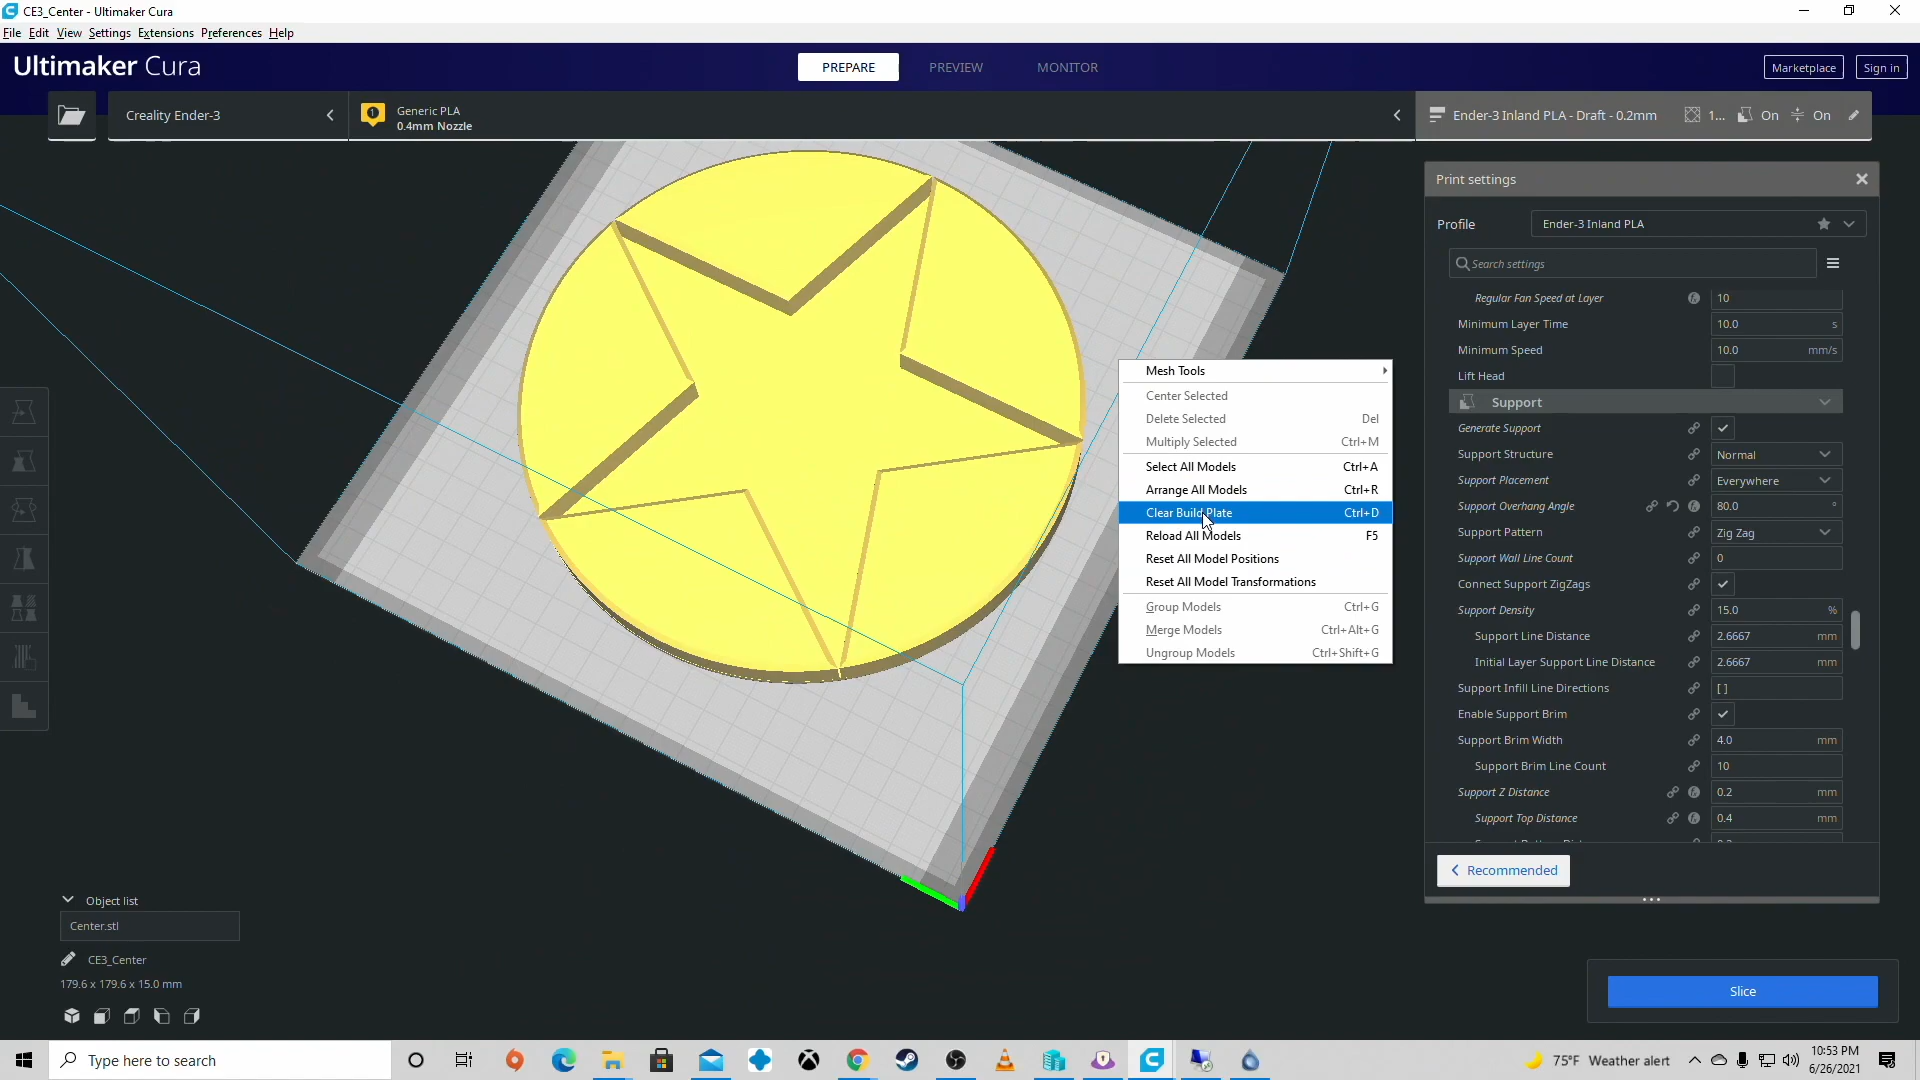 CE3_Center - Ultimaker Cura
File Edit View Settings Extensions Preferences Help
Ultimaker Cura
PREPARE
PREVIEW
MONITOR
Marketplace
Sign in
Creality Ender-3
1
Generic PLA
0.4mm Nozzle
Ender-3 Inland PLA - Draft - 0.2mm
1...
On
On
Print settings
Profile
Ender-3 Inland PLA
Search settings
Regular Fan Speed at Layer 10
Minimum Layer Time 10.0 s
Minimum Speed 10.0 mm/s
Lift Head
Support
Generate Support
Support Structure Normal
Support Placement Everywhere
Support Overhang Angle 80.0 °
Support Pattern Zig Zag
Support Wall Line Count 0
Connect Support ZigZags
Support Density 15.0 %
Support Line Distance 2.6667 mm
Initial Layer Support Line Distance 2.6667 mm
Support Infill Line Directions [ ]
Enable Support Brim
Support Brim Width 4.0 mm
Support Brim Line Count 10
Support Z Distance 0.2 mm
Support Top Distance 0.4 mm
Recommended
Mesh Tools
Center Selected
Delete Selected Del
Multiply Selected Ctrl+M
Select All Models Ctrl+A
Arrange All Models Ctrl+R
Clear Build Plate Ctrl+D
Reload All Models F5
Reset All Model Positions
Reset All Model Transformations
Group Models Ctrl+G
Merge Models Ctrl+Alt+G
Ungroup Models Ctrl+Shift+G
Object list
Center.stl
CE3_Center
179.6 x 179.6 x 15.0 mm
Slice
Type here to search
75°F Weather alert
10:53 PM
6/26/2021